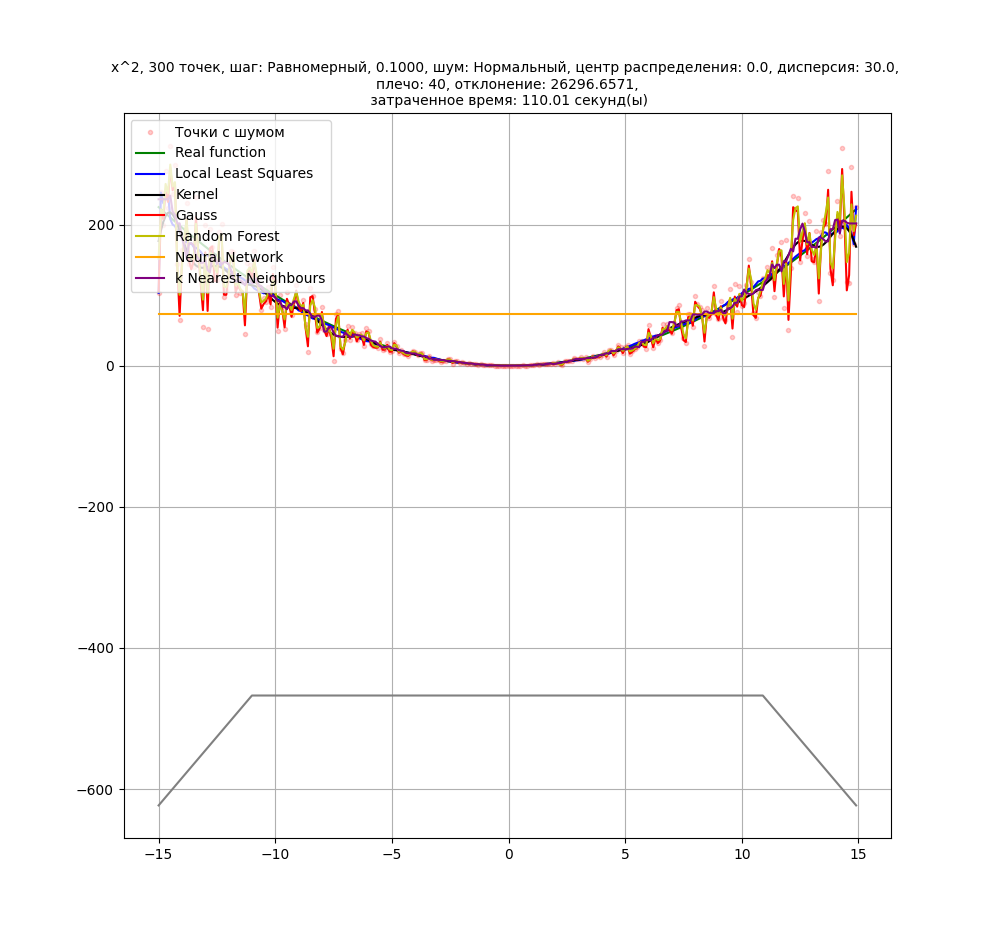 x^2, 300 точек, шаг: Равномерный, 0.1000, шум: Нормальный, центр распределения: 0.0, дисперсия: 30.0,
плечо: 40, отклонение: 26296.6571,
затраченное время: 110.01 секунд(ы)
Точки с шумом
Real function
Local Least Squares
Kernel
Gauss
Random Forest
Neural Network
k Nearest Neighbours
200
0
−200
−400
−600
−15
−10
−5
0
5
10
15